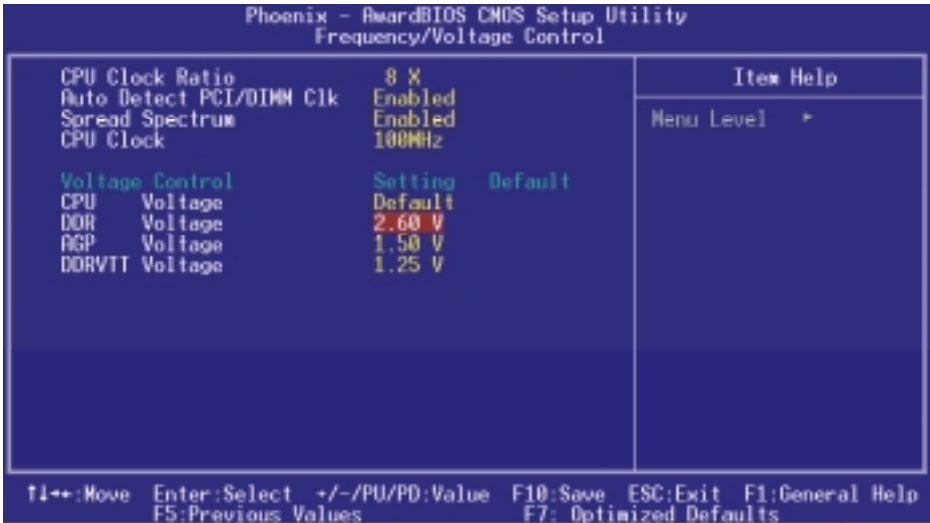 Phoenix - AwardBIOS CMOS Setup Utility
Frequency/Voltage Control
CPU Clock Ratio 8 X
Auto Detect PCI/DIMM Clk Enabled
Spread Spectrum Enabled
CPU Clock 100MHz
Voltage Control Setting Default
CPU Voltage Default
DDR Voltage 2.60 V
AGP Voltage 1.50 V
DDRVTT Voltage 1.25 V
Item Help
Menu Level ►
↑↓→←:Move Enter:Select +/-/PU/PD:Value F10:Save ESC:Exit F1:General Help
F5:Previous Values F7: Optimized Defaults